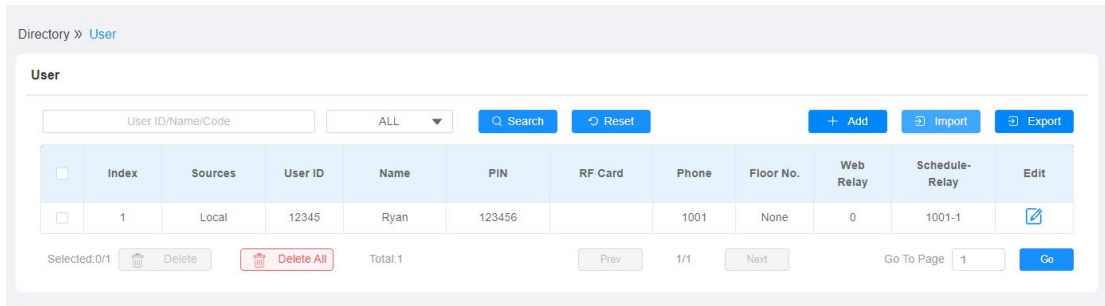 Directory » User
User
User ID/Name/Code ALL Search Reset Add Import Export
Index Sources User ID Name PIN RF Card Phone Floor No. Web Relay Schedule-Relay Edit
1 Local 12345 Ryan 123456 1001 None 0 1001-1
Selected:0/1 Delete Delete All Total:1 Prev 1/1 Next Go To Page 1 Go